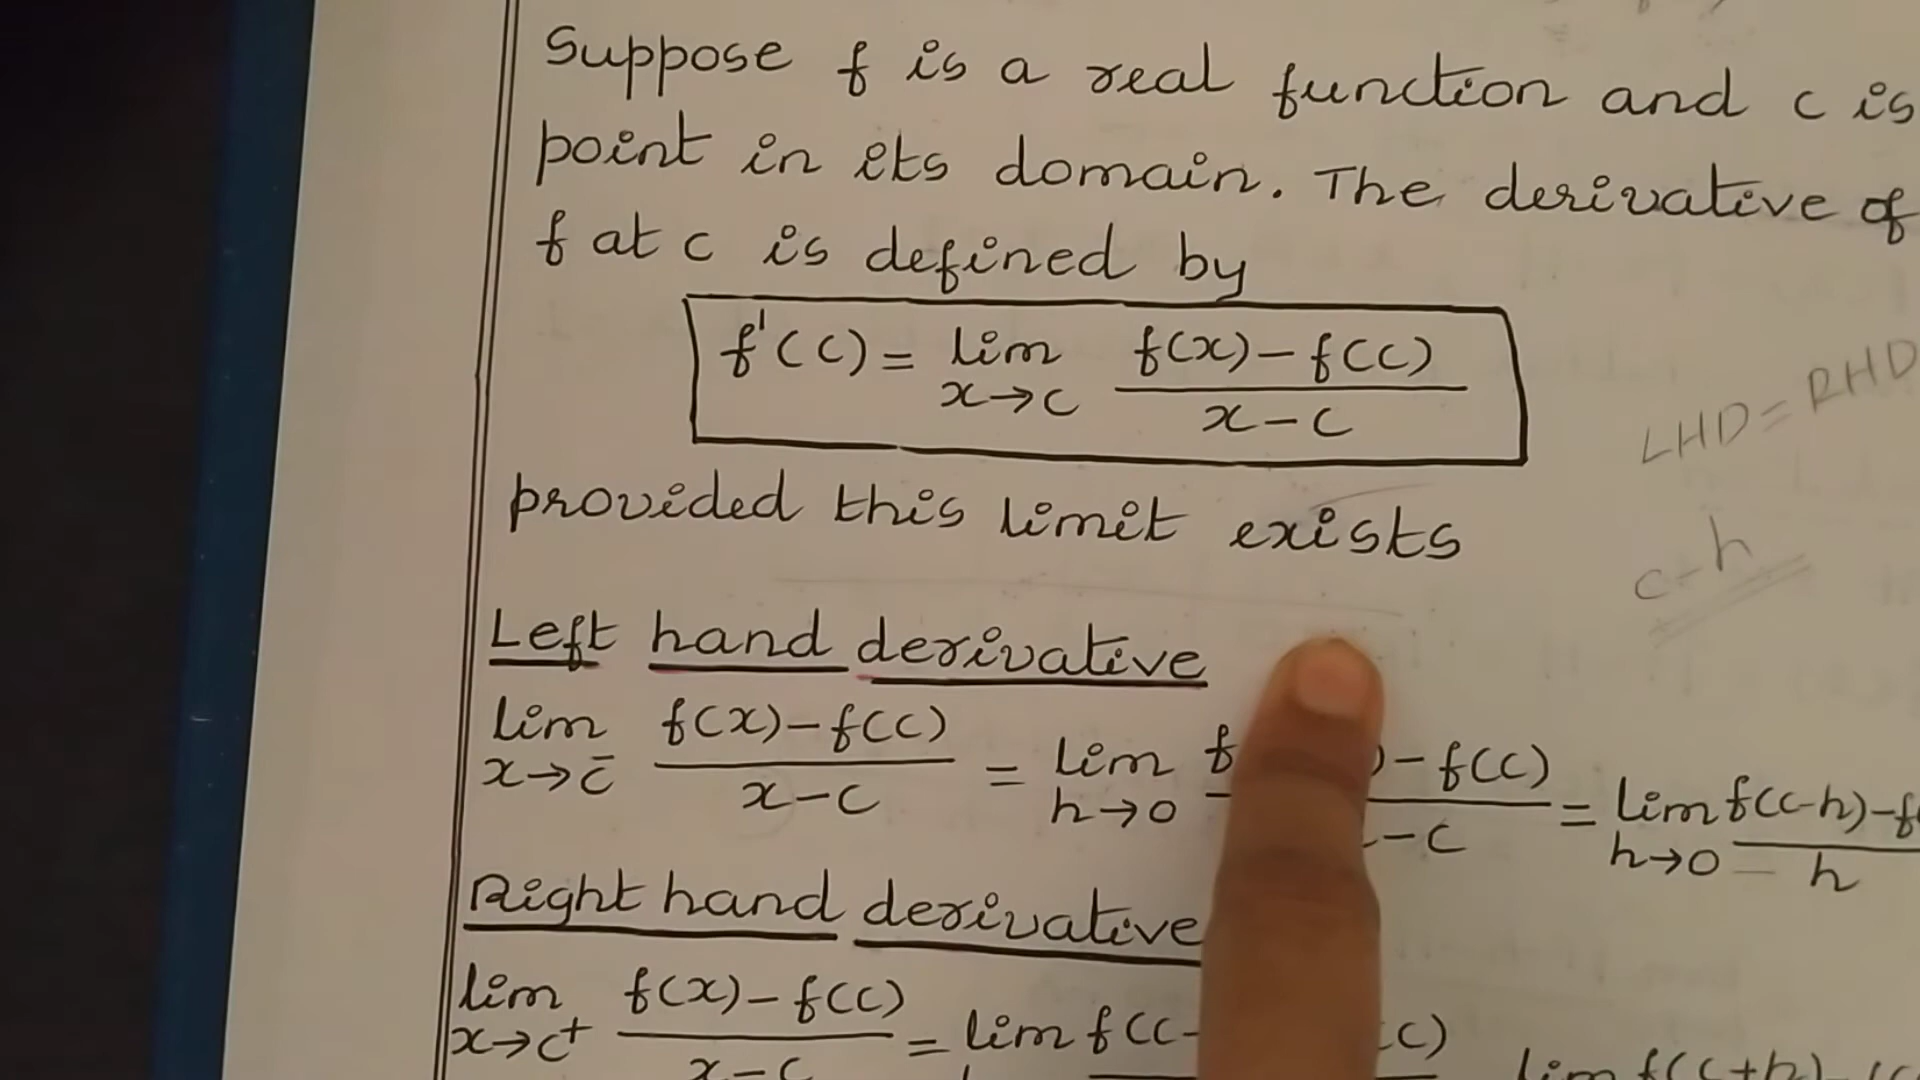 Suppose f is a real function and c is
point in its domain. The derivative of
f at c is defined by
f'(c) = lim x→c f(x) - f(c) / x - c
LHD = RHD
provided this limit exists
c-h
Left hand derivative
lim x→c⁻ f(x) - f(c) / x - c = lim h→0 f ) - f(c) / - c = lim h→0 f(c-h) - f / - h
Right hand derivative
lim x→c⁺ f(x) - f(c) / x - c = lim f(c- c) lim f(c+h) -